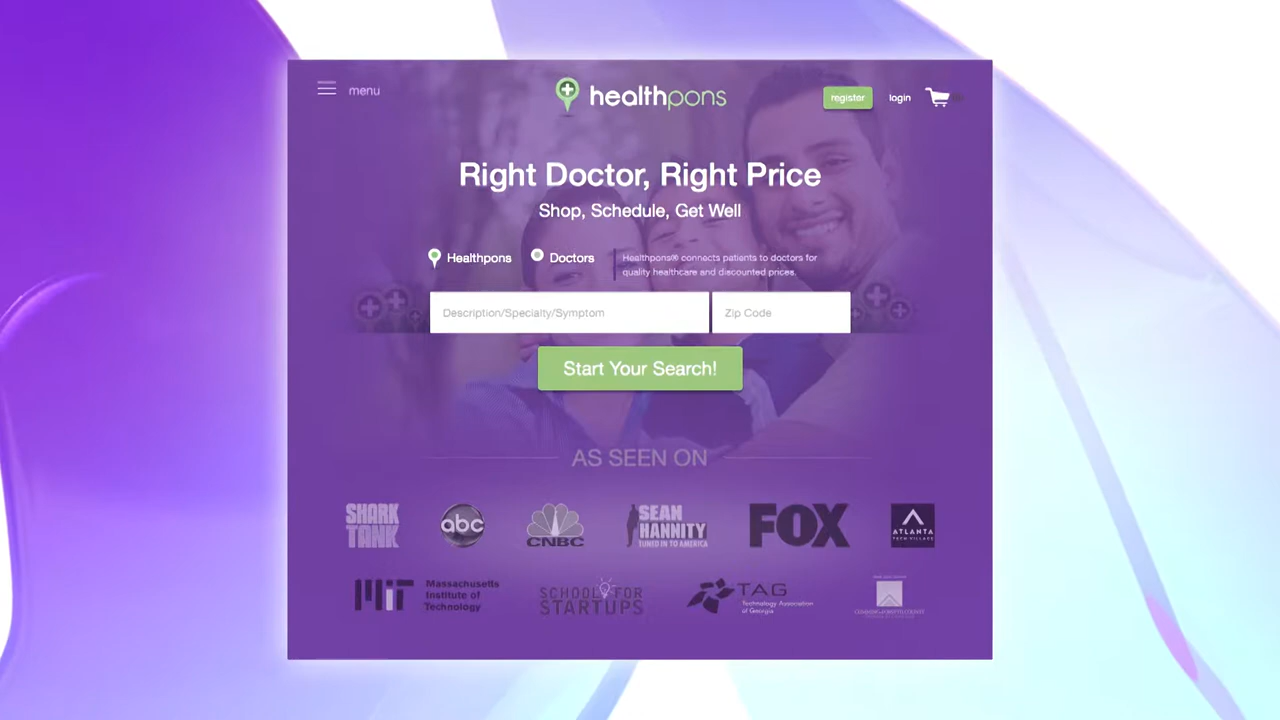 menu
healthpons
register
login
Right Doctor, Right Price
Shop, Schedule, Get Well
Healthpons
Doctors
Healthpons® connects patients to doctors for
quality healthcare and discounted prices.
Description/Specialty/Symptom
Zip Code
Start Your Search!
AS SEEN ON
SHARK
TANK
abc
CNBC
SEAN
HANNITY
TUNED IN TO AMERICA
FOX
ATLANTA
TECH VILLAGE
MIT
Massachusetts
Institute of
Technology
SCHOOL FOR
STARTUPS
TAG
Technology Association
of Georgia